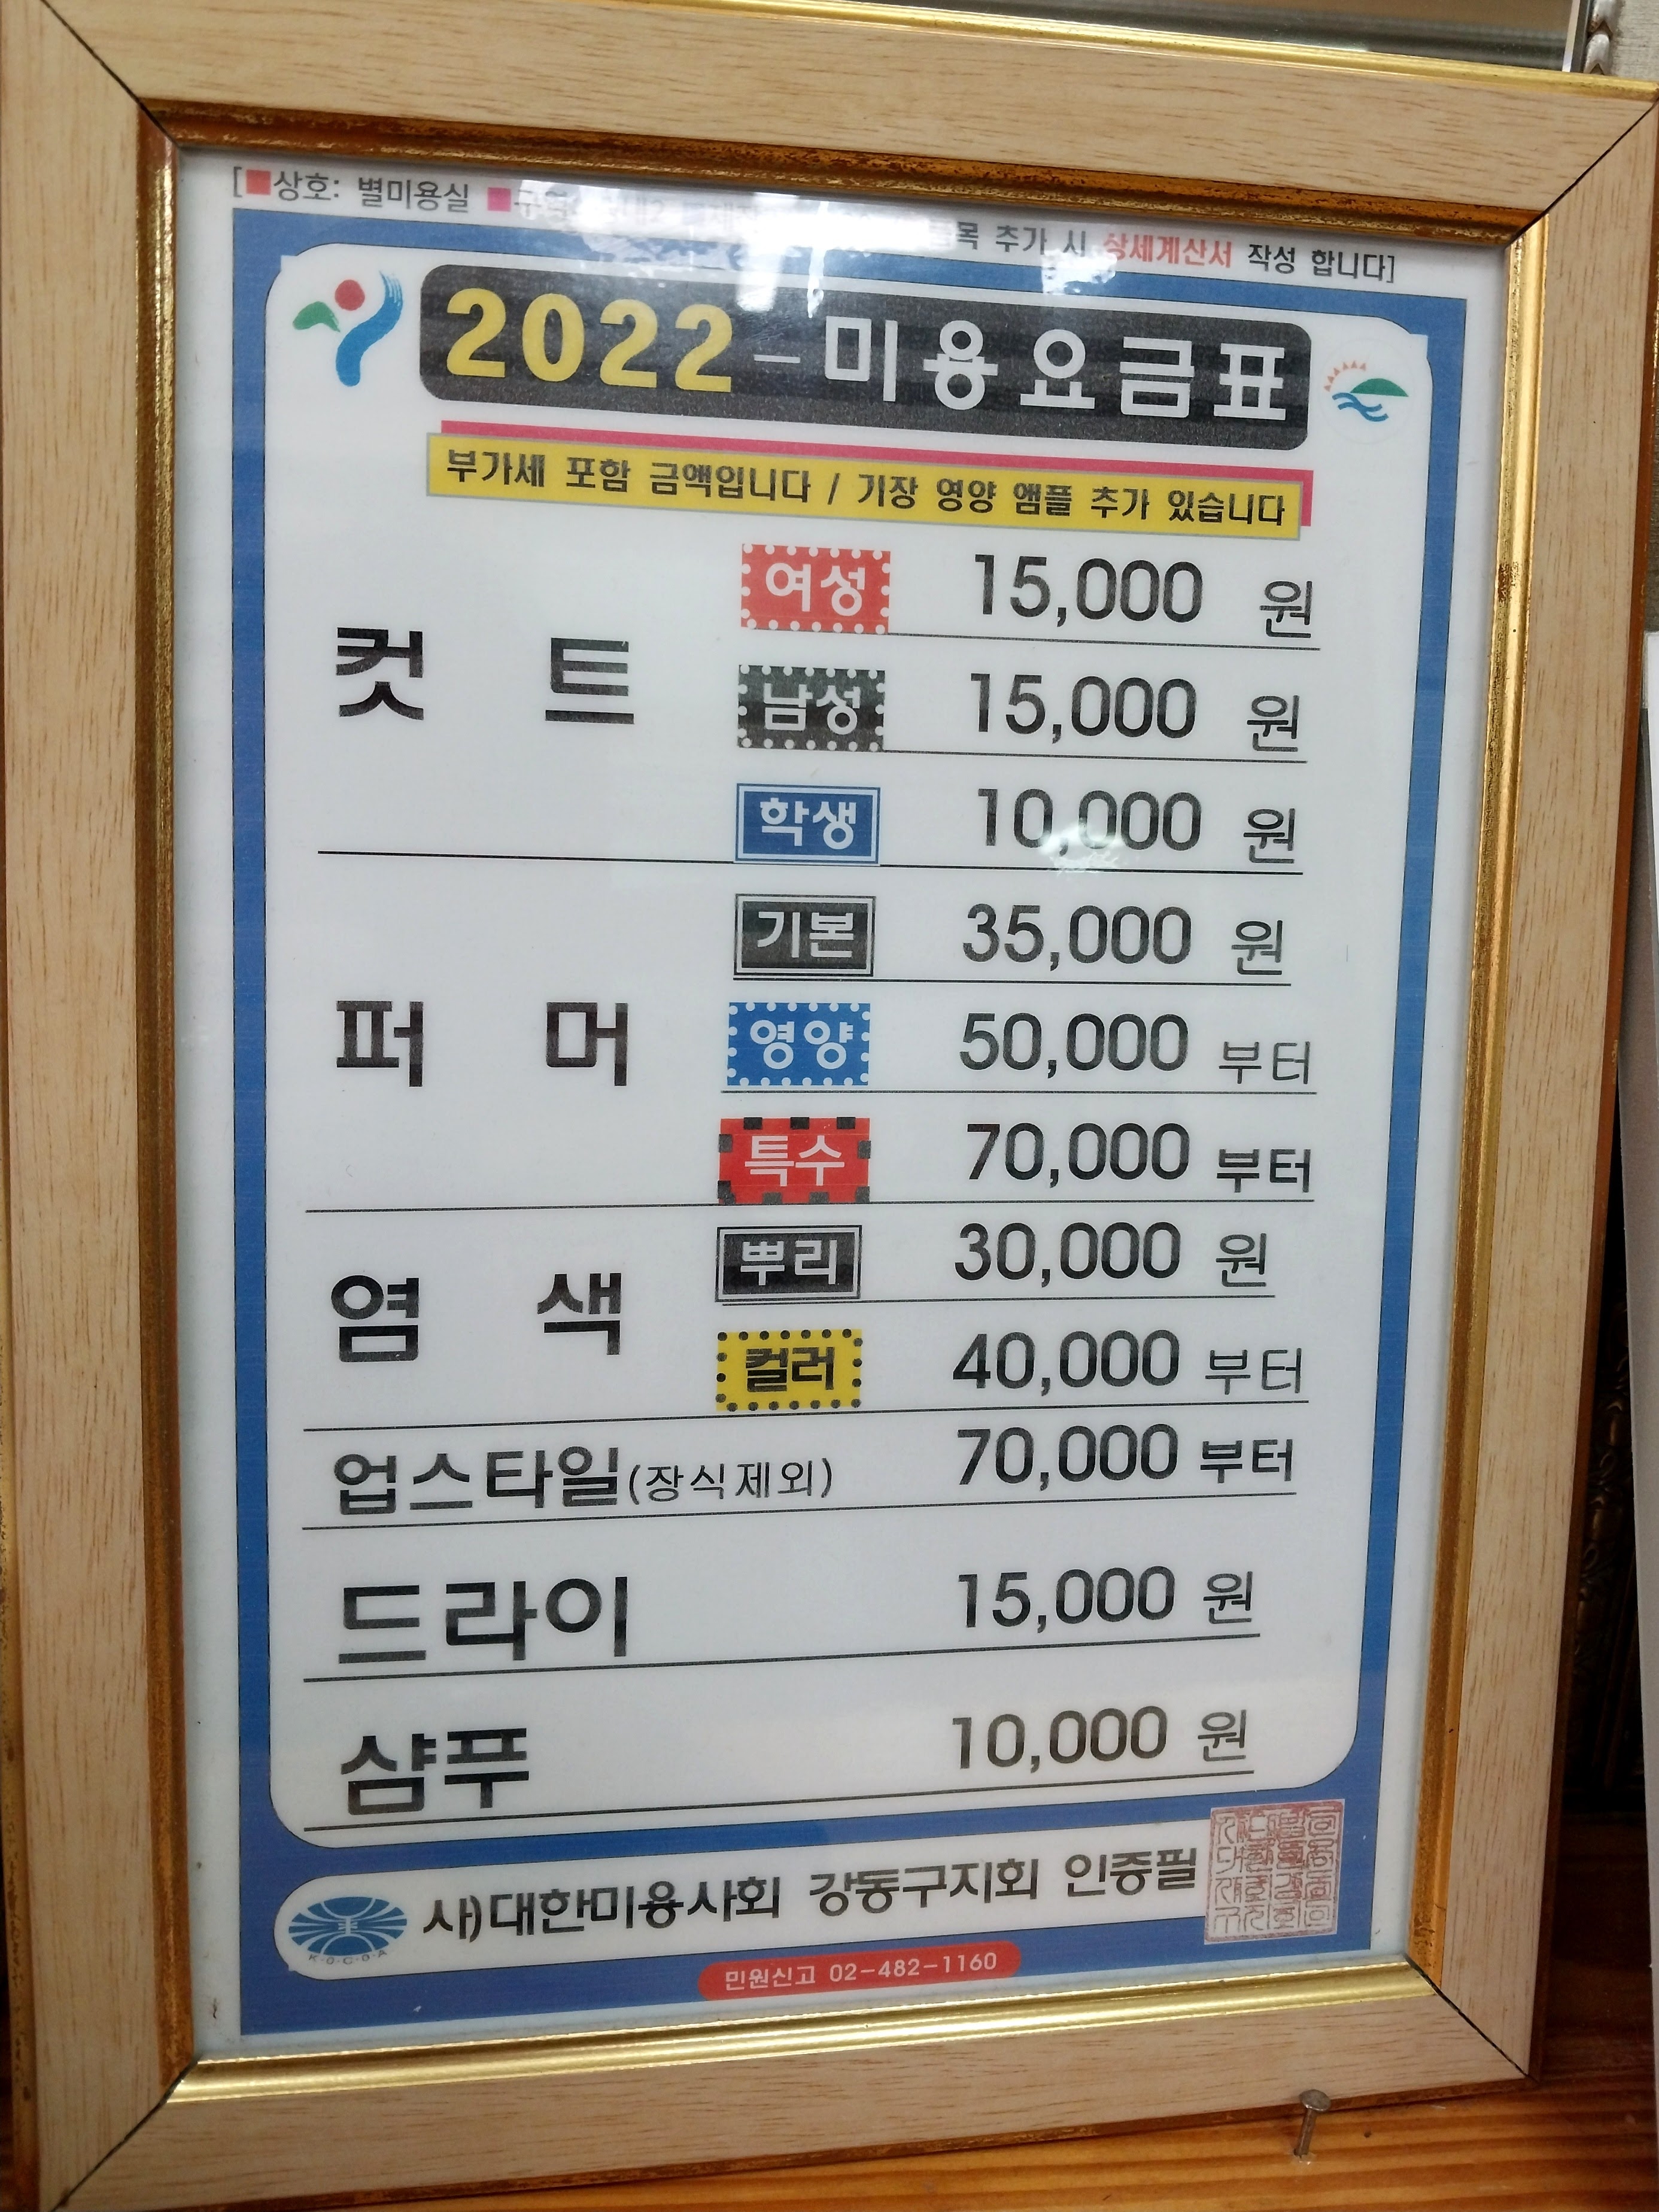 [■상호: 별미용실 ■
목 추가 시 상세계산서 작성 합니다]
2022-미용요금표
부가세 포함 금액입니다 / 기장 영양 앰플 추가 있습니다
컷트
여성 15,000 원
남성 15,000 원
학생 10,000 원
퍼머
기본 35,000 원
영양 50,000 부터
특수 70,000 부터
염색
뿌리 30,000 원
컬러 40,000 부터
업스타일(장식제외) 70,000 부터
드라이 15,000 원
샴푸 10,000 원
K·O·C·O·A
사)대한미용사회 강동구지회 인증필
민원신고 02-482-1160